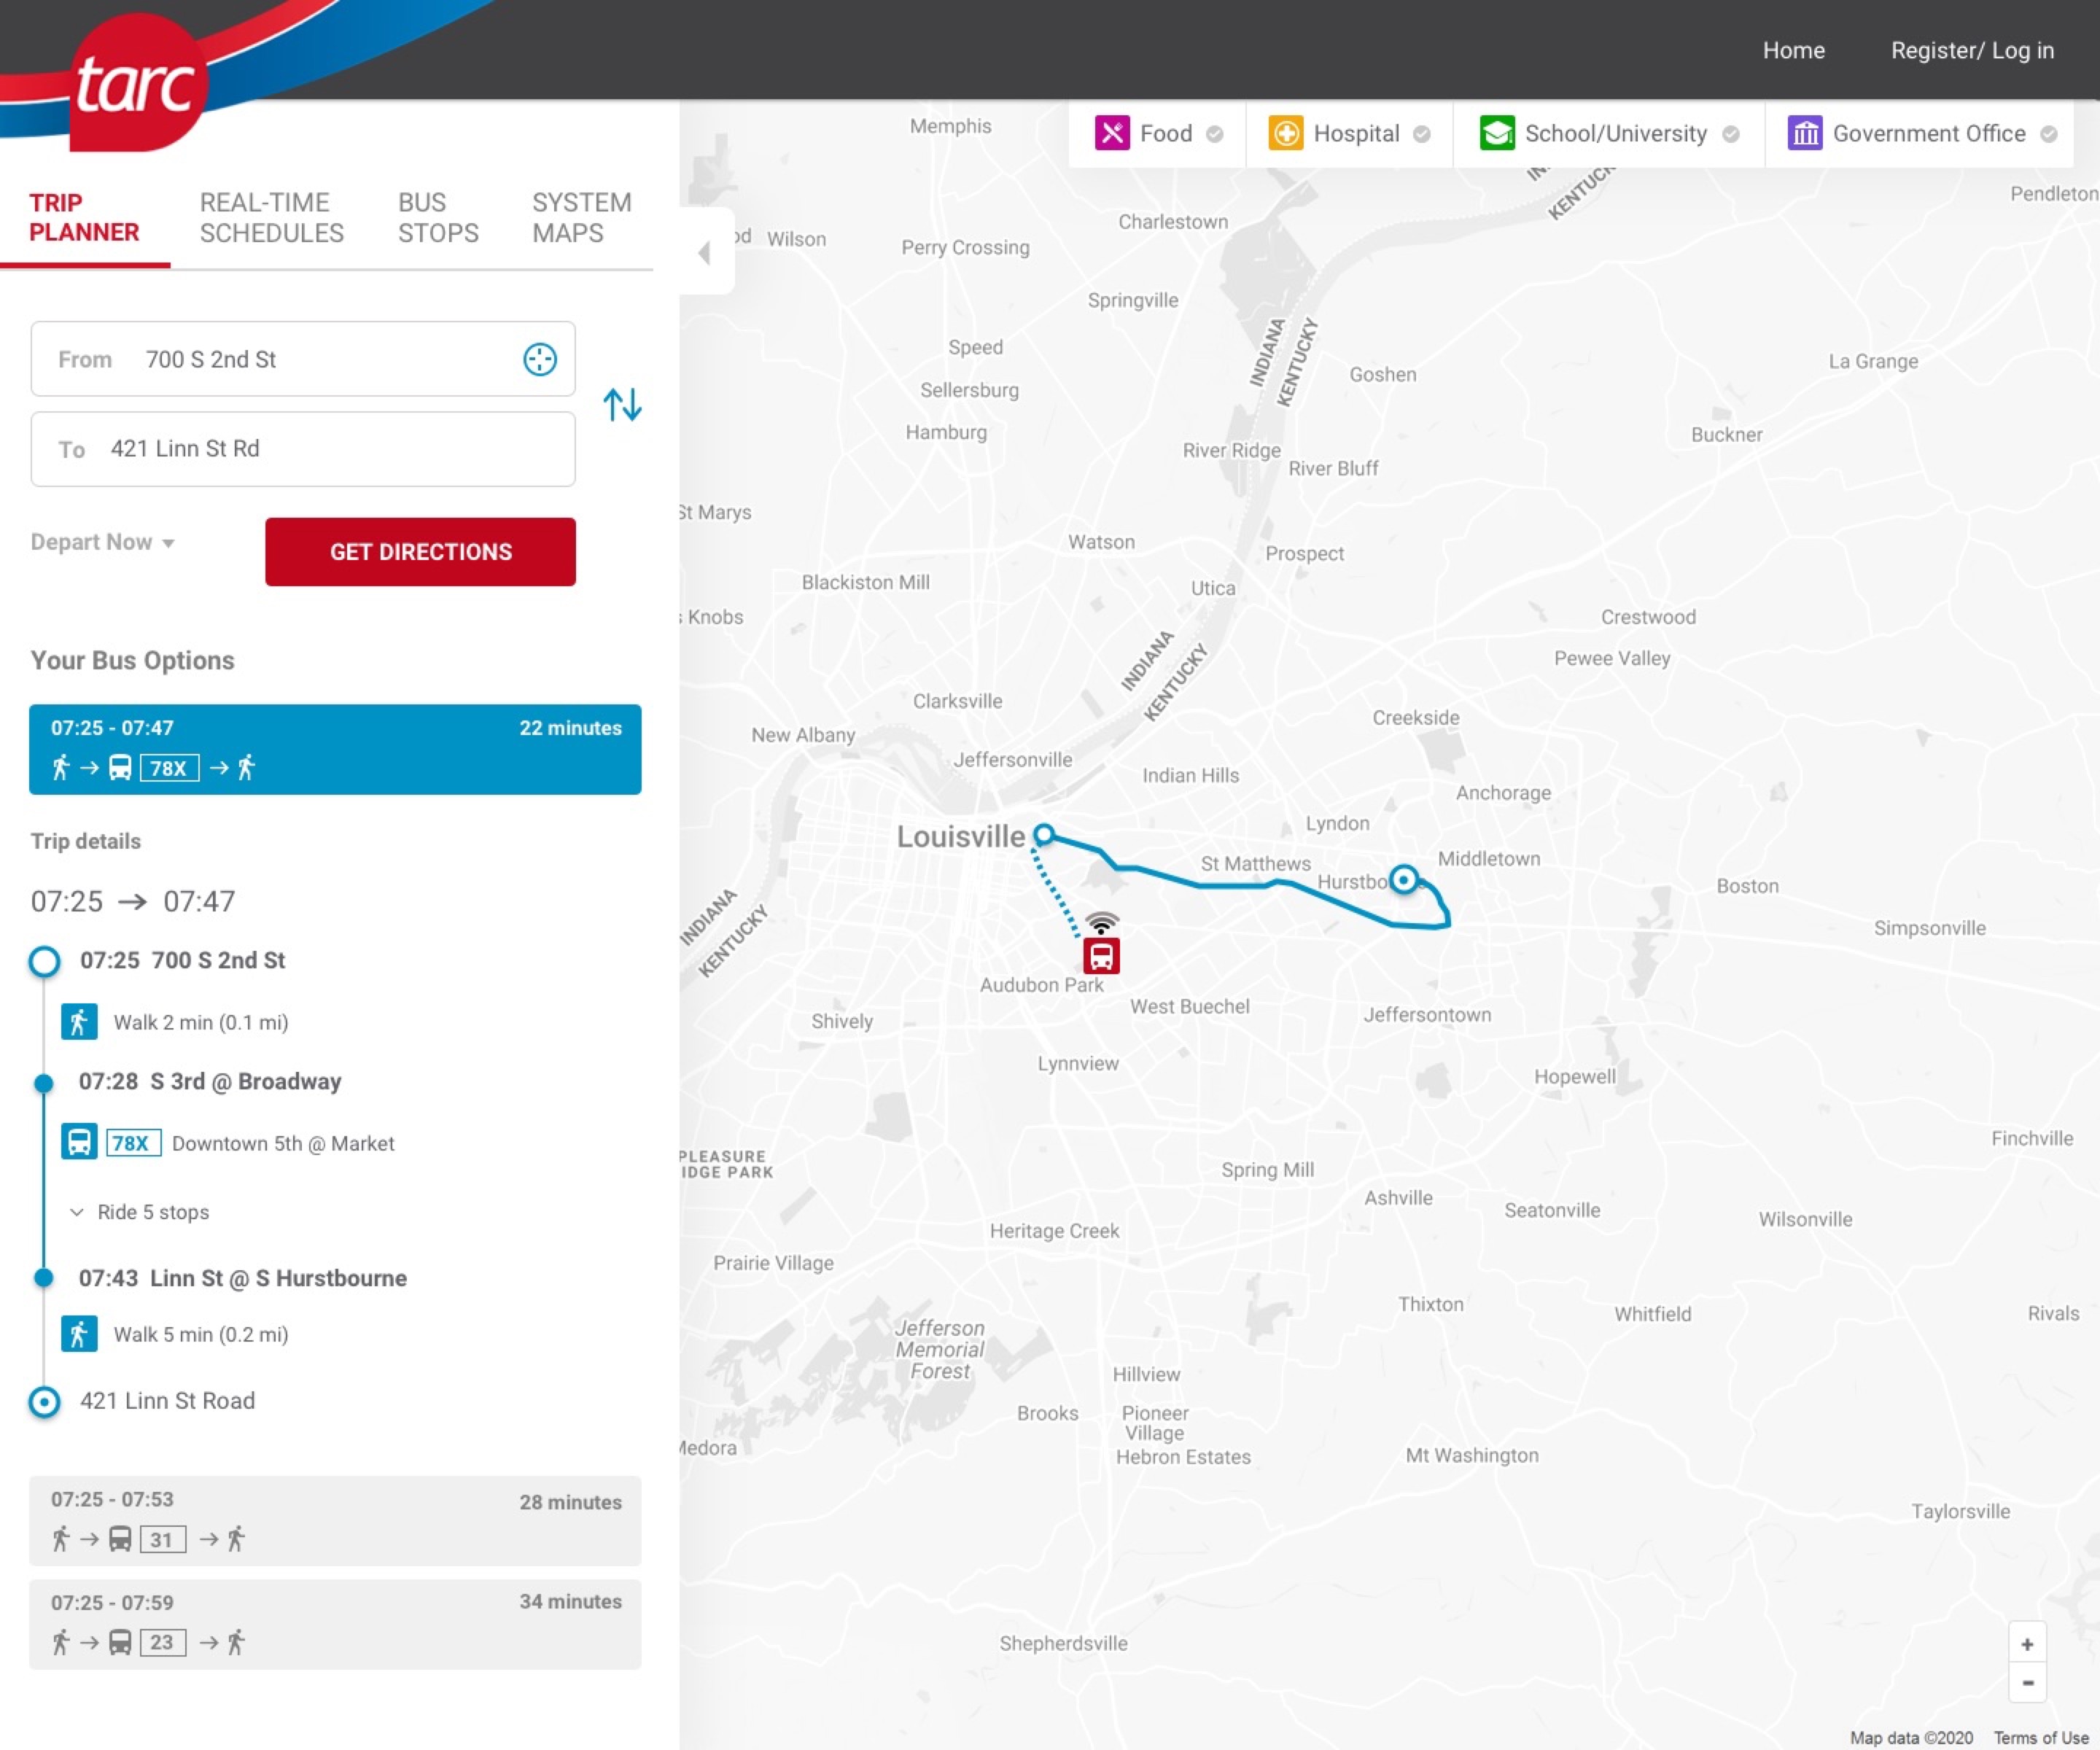 tarc
Home
Register/ Log in
TRIP
PLANNER
REAL-TIME
SCHEDULES
BUS
STOPS
SYSTEM
MAPS
From 700 S 2nd St
To 421 Linn St Rd
Depart Now
GET DIRECTIONS
Your Bus Options
07:25 - 07:47 22 minutes
78X
Trip details
07:25 → 07:47
07:25 700 S 2nd St
Walk 2 min (0.1 mi)
07:28 S 3rd @ Broadway
78X Downtown 5th @ Market
Ride 5 stops
07:43 Linn St @ S Hurstbourne
Walk 5 min (0.2 mi)
421 Linn St Road
07:25 - 07:53 28 minutes
31
07:25 - 07:59 34 minutes
23
Food
Hospital
School/University
Government Office
Memphis
KENTUCK
Pendleton
Charlestown
od Wilson
Perry Crossing
Springville
INDIANA
KENTUCKY
Speed
La Grange
Goshen
Sellersburg
Hamburg
Buckner
River Ridge
River Bluff
St Marys
Watson
Prospect
Blackiston Mill
Utica
s Knobs
Crestwood
INDIANA
KENTUCKY
Pewee Valley
Clarksville
Creekside
New Albany
Jeffersonville
Indian Hills
Anchorage
Louisville
Lyndon
St Matthews
Middletown
Hurstbo
Boston
INDIANA
KENTUCKY
Simpsonville
Audubon Park
West Buechel
Shively
Jeffersontown
Lynnview
Hopewell
Finchville
PLEASURE
IDGE PARK
Spring Mill
Ashville
Seatonville
Wilsonville
Heritage Creek
Prairie Village
Thixton
Whitfield
Rivals
Jefferson
Memorial
Forest
Hillview
Brooks
Pioneer
Village
Medora
Hebron Estates
Mt Washington
Taylorsville
Shepherdsville
+
-
Map data ©2020 Terms of Use